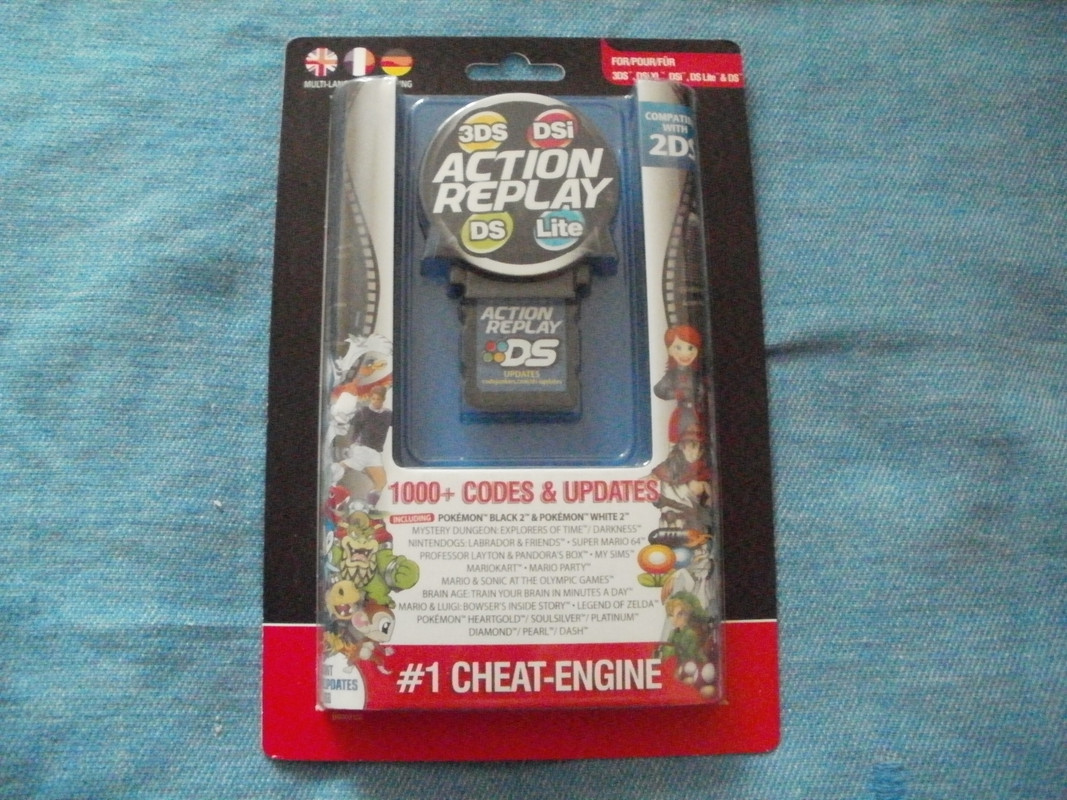 FOR/POUR/FÜR
3DS™, DSi XL™, DSi™, DS Lite™ & DS™
COMPATIBLE
WITH
2DS
3DS DSi
ACTION
REPLAY
DS Lite
ACTION
REPLAY
DS
UPDATES
1000+ CODES & UPDATES
INCLUDING POKÉMON™ BLACK 2™ & POKÉMON™ WHITE 2™
MYSTERY DUNGEON: EXPLORERS OF TIME™/ DARKNESS™
NINTENDOGS: LABRADOR & FRIENDS™ • SUPER MARIO 64™
PROFESSOR LAYTON & PANDORA'S BOX™ • MY SIMS™
MARIOKART™ • MARIO PARTY™
MARIO & SONIC AT THE OLYMPIC GAMES™
BRAIN AGE: TRAIN YOUR BRAIN IN MINUTES A DAY™
MARIO & LUIGI: BOWSER'S INSIDE STORY™ • LEGEND OF ZELDA™
POKÉMON™ HEARTGOLD™/ SOULSILVER™/ PLATINUM™
DIAMOND™/ PEARL™/ DASH™
UPDATES
#1 CHEAT-ENGINE